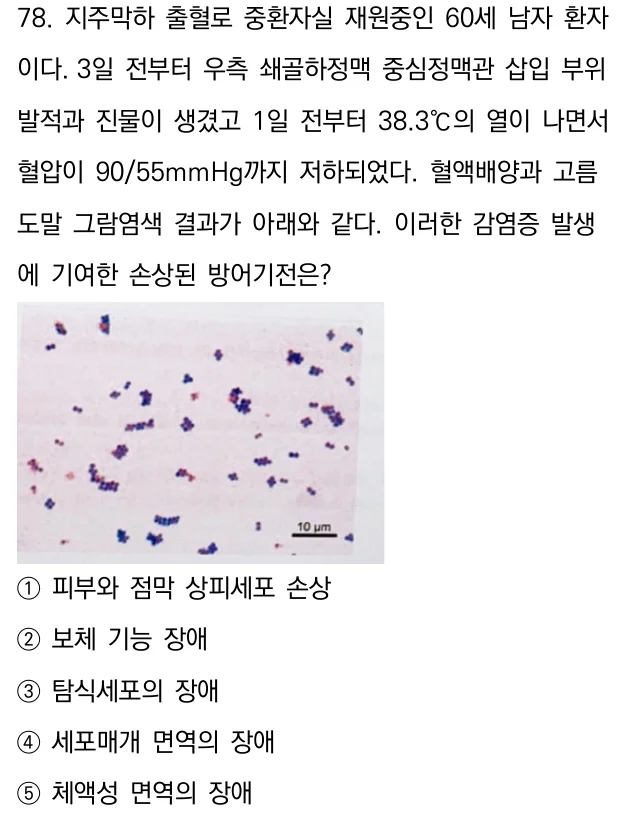 78. 지주막하 출혈로 중환자실 재원중인 60세 남자 환자
이다. 3일 전부터 우측 쇄골하정맥 중심정맥관 삽입 부위
발적과 진물이 생겼고 1일 전부터 38.3℃의 열이 나면서
혈압이 90/55mmHg까지 저하되었다. 혈액배양과 고름
도말 그람염색 결과가 아래와 같다. 이러한 감염증 발생
에 기여한 손상된 방어기전은?
10 μm
① 피부와 점막 상피세포 손상
② 보체 기능 장애
③ 탐식세포의 장애
④ 세포매개 면역의 장애
⑤ 체액성 면역의 장애